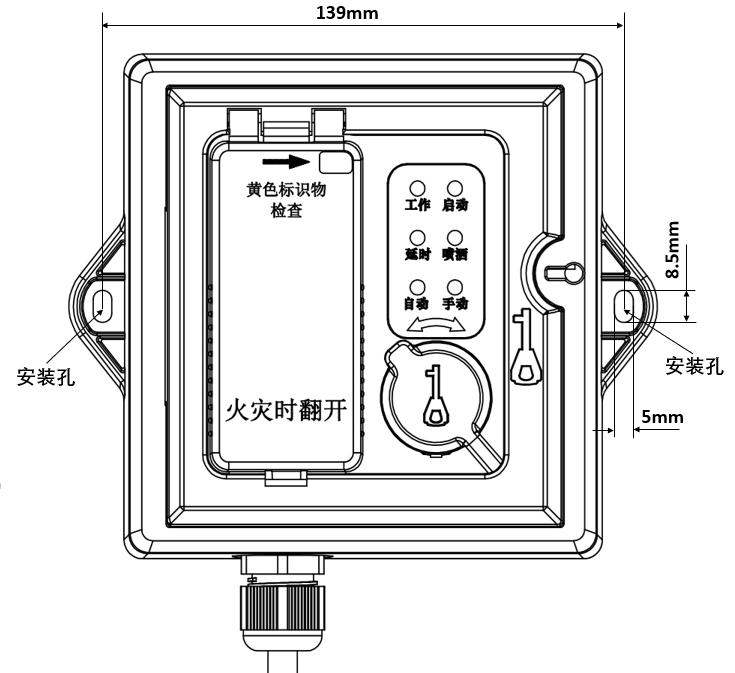 139mm
黄色标识物
检查
工作 启动
延时 喷洒
自动 手动
8.5mm
安装孔
安装孔
火灾时翻开
5mm